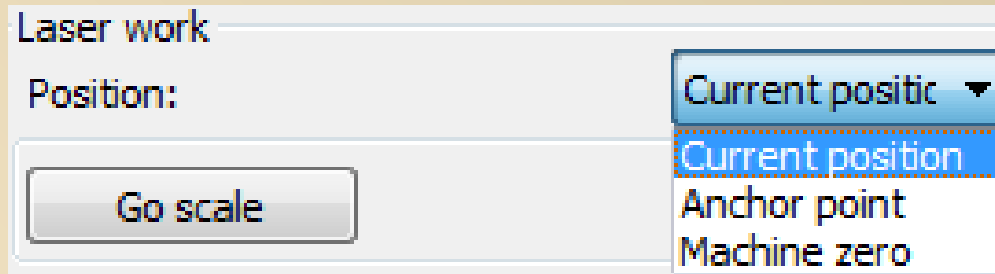 Laser work
Position:
Current positic
Current position
Anchor point
Go scale
Machine zero